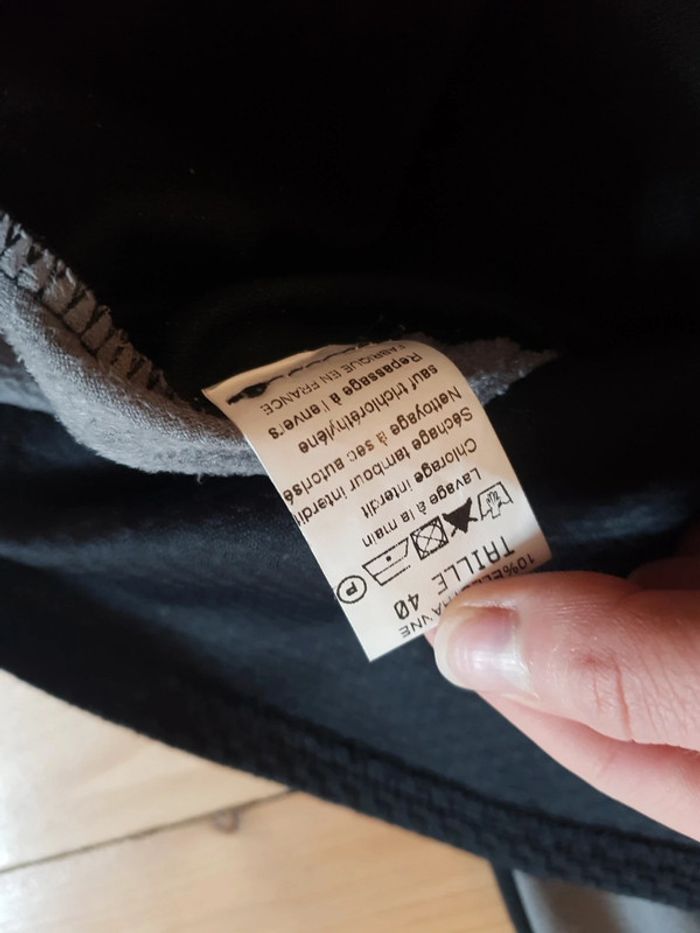 10%
TAILLE 40
P
Lavage à la main
Chlorage interdit
Séchage tambour interdit
Nettoyage à sec autorisé
sauf trichloréthylène
Repassage à l'envers
FABRIQUE EN FRANCE